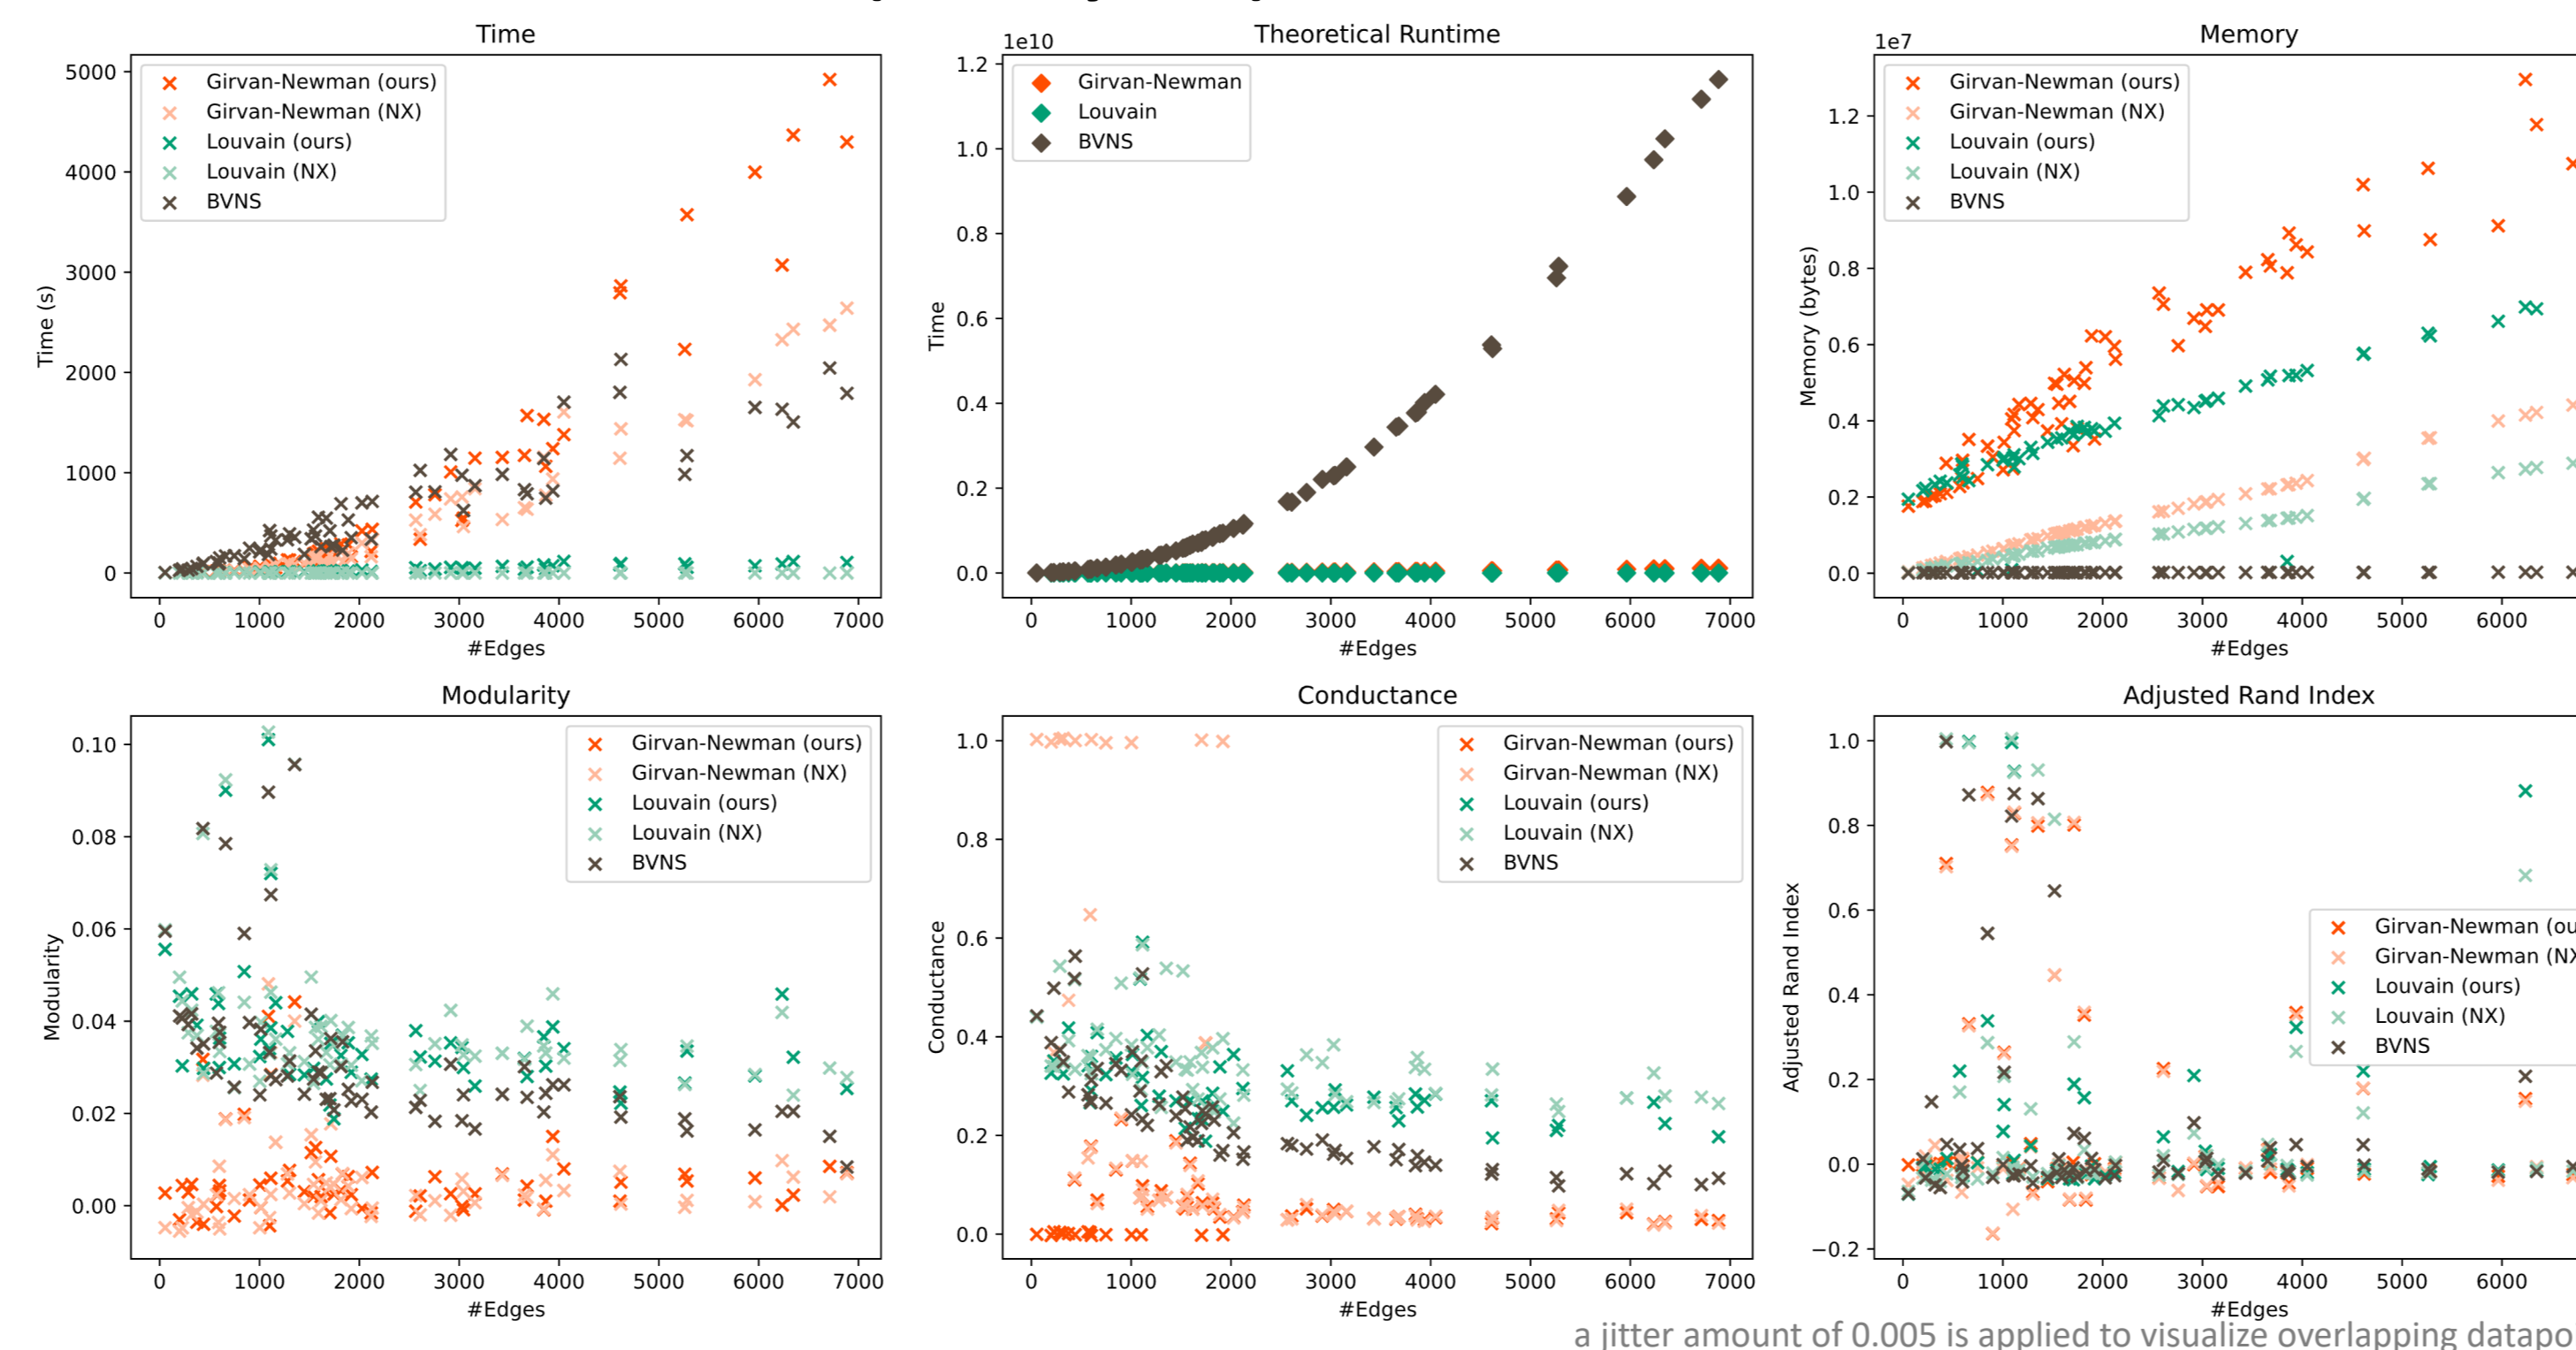 Time
5000
4000
3000
2000
1000
0
Time (s)
Girvan-Newman (ours)
Girvan-Newman (NX)
Louvain (ours)
Louvain (NX)
BVNS
0 1000 2000 3000 4000 5000 6000 7000
#Edges
Theoretical Runtime
1e10
1.2
1.0
0.8
0.6
0.4
0.2
0.0
Time
Girvan-Newman
Louvain
BVNS
0 1000 2000 3000 4000 5000 6000 7000
#Edges
Memory
1e7
1.2
1.0
0.8
0.6
0.4
0.2
0.0
Memory (bytes)
Girvan-Newman (ours)
Girvan-Newman (NX)
Louvain (ours)
Louvain (NX)
BVNS
0 1000 2000 3000 4000 5000 6000
#Edges
Modularity
0.10
0.08
0.06
0.04
0.02
0.00
Modularity
Girvan-Newman (ours)
Girvan-Newman (NX)
Louvain (ours)
Louvain (NX)
BVNS
0 1000 2000 3000 4000 5000 6000 7000
#Edges
Conductance
1.0
0.8
0.6
0.4
0.2
0.0
Conductance
Girvan-Newman (ours)
Girvan-Newman (NX)
Louvain (ours)
Louvain (NX)
BVNS
0 1000 2000 3000 4000 5000 6000 7000
#Edges
Adjusted Rand Index
1.0
0.8
0.6
0.4
0.2
0.0
−0.2
Adjusted Rand Index
Girvan-Newman (ou
Girvan-Newman (NX
Louvain (ours)
Louvain (NX)
BVNS
0 1000 2000 3000 4000 5000 6000
#Edges
a jitter amount of 0.005 is applied to visualize overlapping datapo